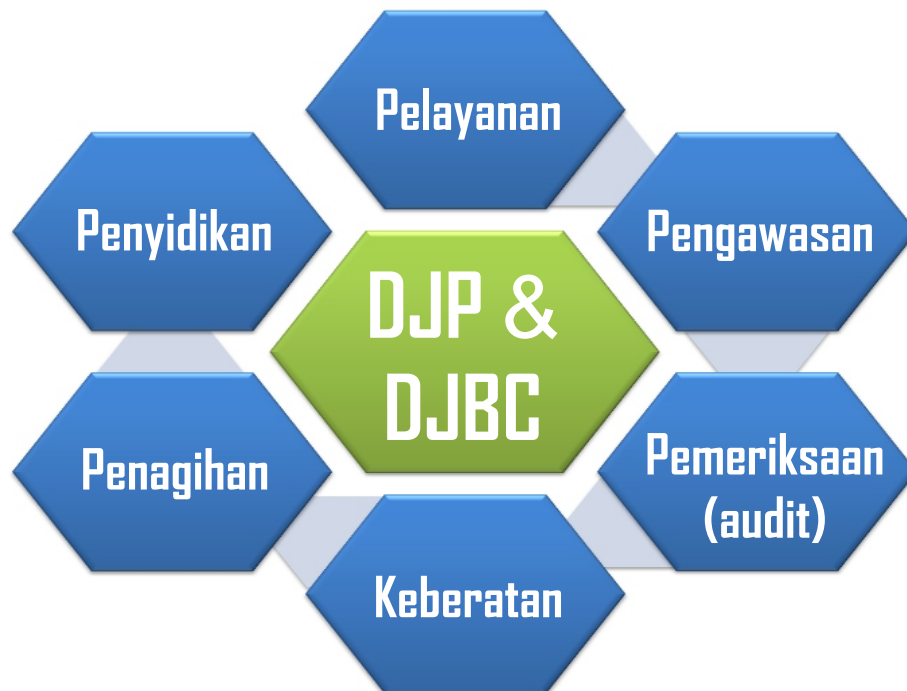 Pelayanan
Pengawasan
Pemeriksaan
(audit)
Keberatan
Penagihan
Penyidikan
DJP &
DJBC